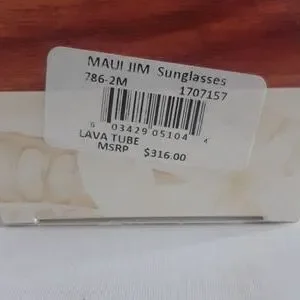 MAUI JIM Sunglasses
786-2M 1707157
6 03429 05104 4
LAVA TUBE
MSRP $316.00